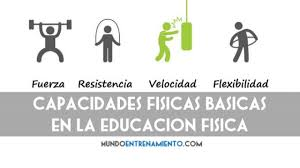 Fuerza Resistencia Velocidad Flexibilidad
CAPACIDADES FISICAS BASICAS
EN LA EDUCACION FISICA
MUNDOENTRENAMIENTO.COM